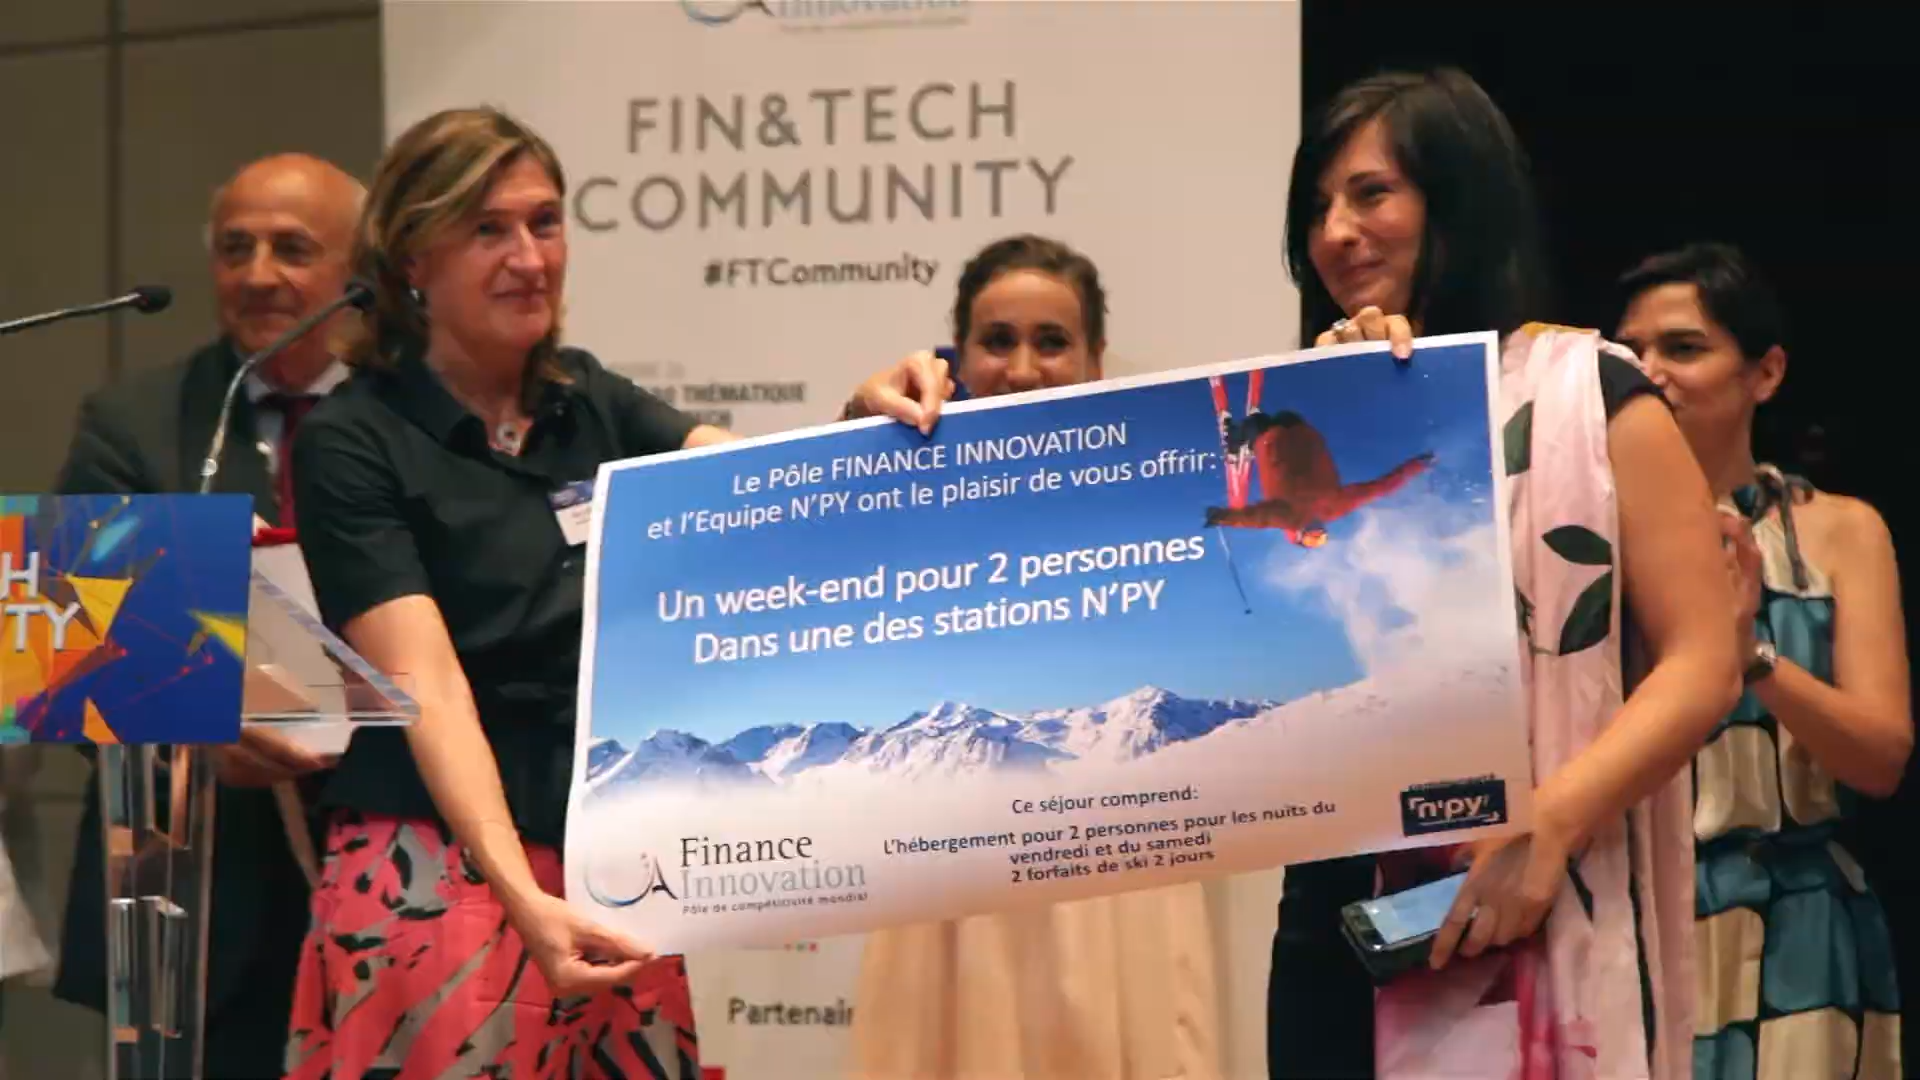 Innovation
FIN&TECH
COMMUNITY
#FTCommunity
THÉMATIQUE
H
TY
Le Pôle FINANCE INNOVATION
et l'Equipe N'PY ont le plaisir de vous offrir:
Un week-end pour 2 personnes
Dans une des stations N'PY
Ce séjour comprend:
L'hébergement pour 2 personnes pour les nuits du
vendredi et du samedi
2 forfaits de ski 2 jours
Finance
Innovation
Pôle de compétitivité mondial
n'py
Partenair